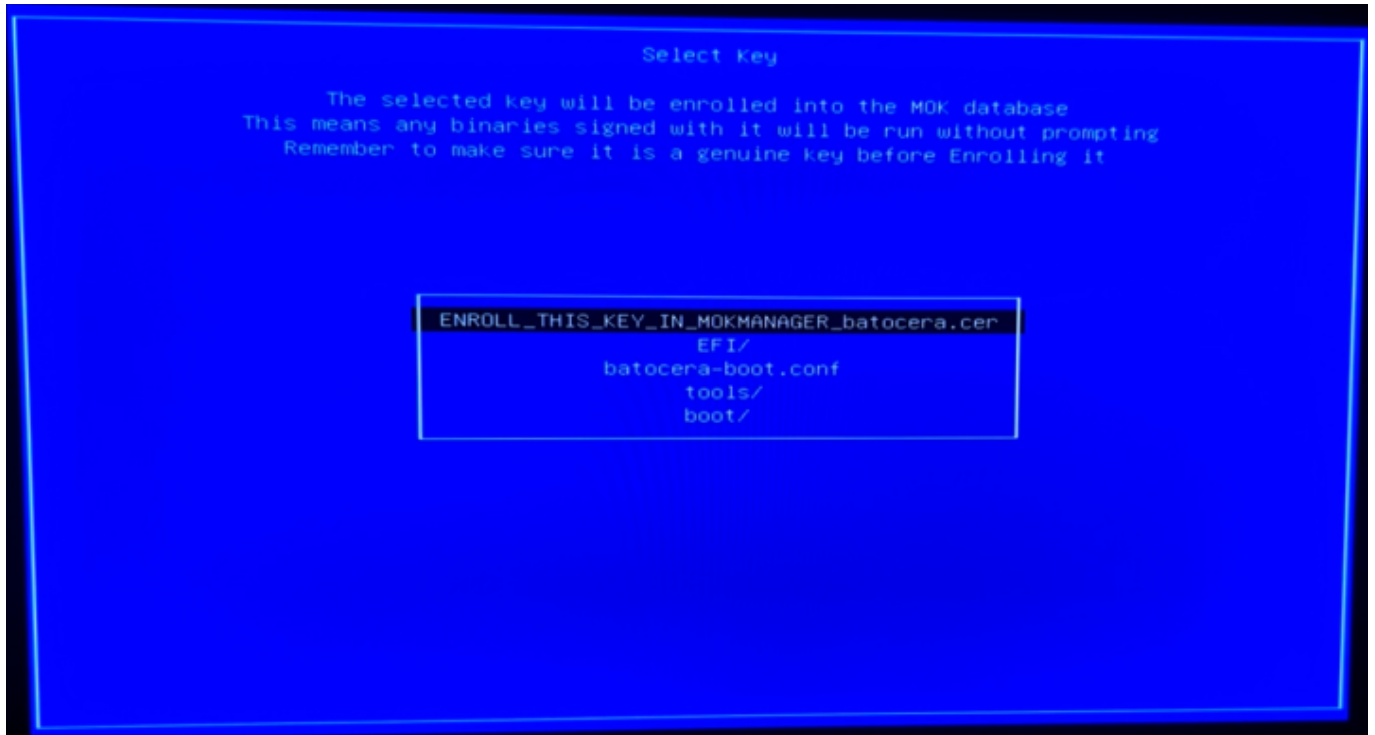 Select Key
The selected key will be enrolled into the MOK database
This means any binaries signed with it will be run without prompting
Remember to make sure it is a genuine key before Enrolling it
ENROLL_THIS_KEY_IN_MOKMANAGER_batocera.cer
EFI/
batocera-boot.conf
tools/
boot/